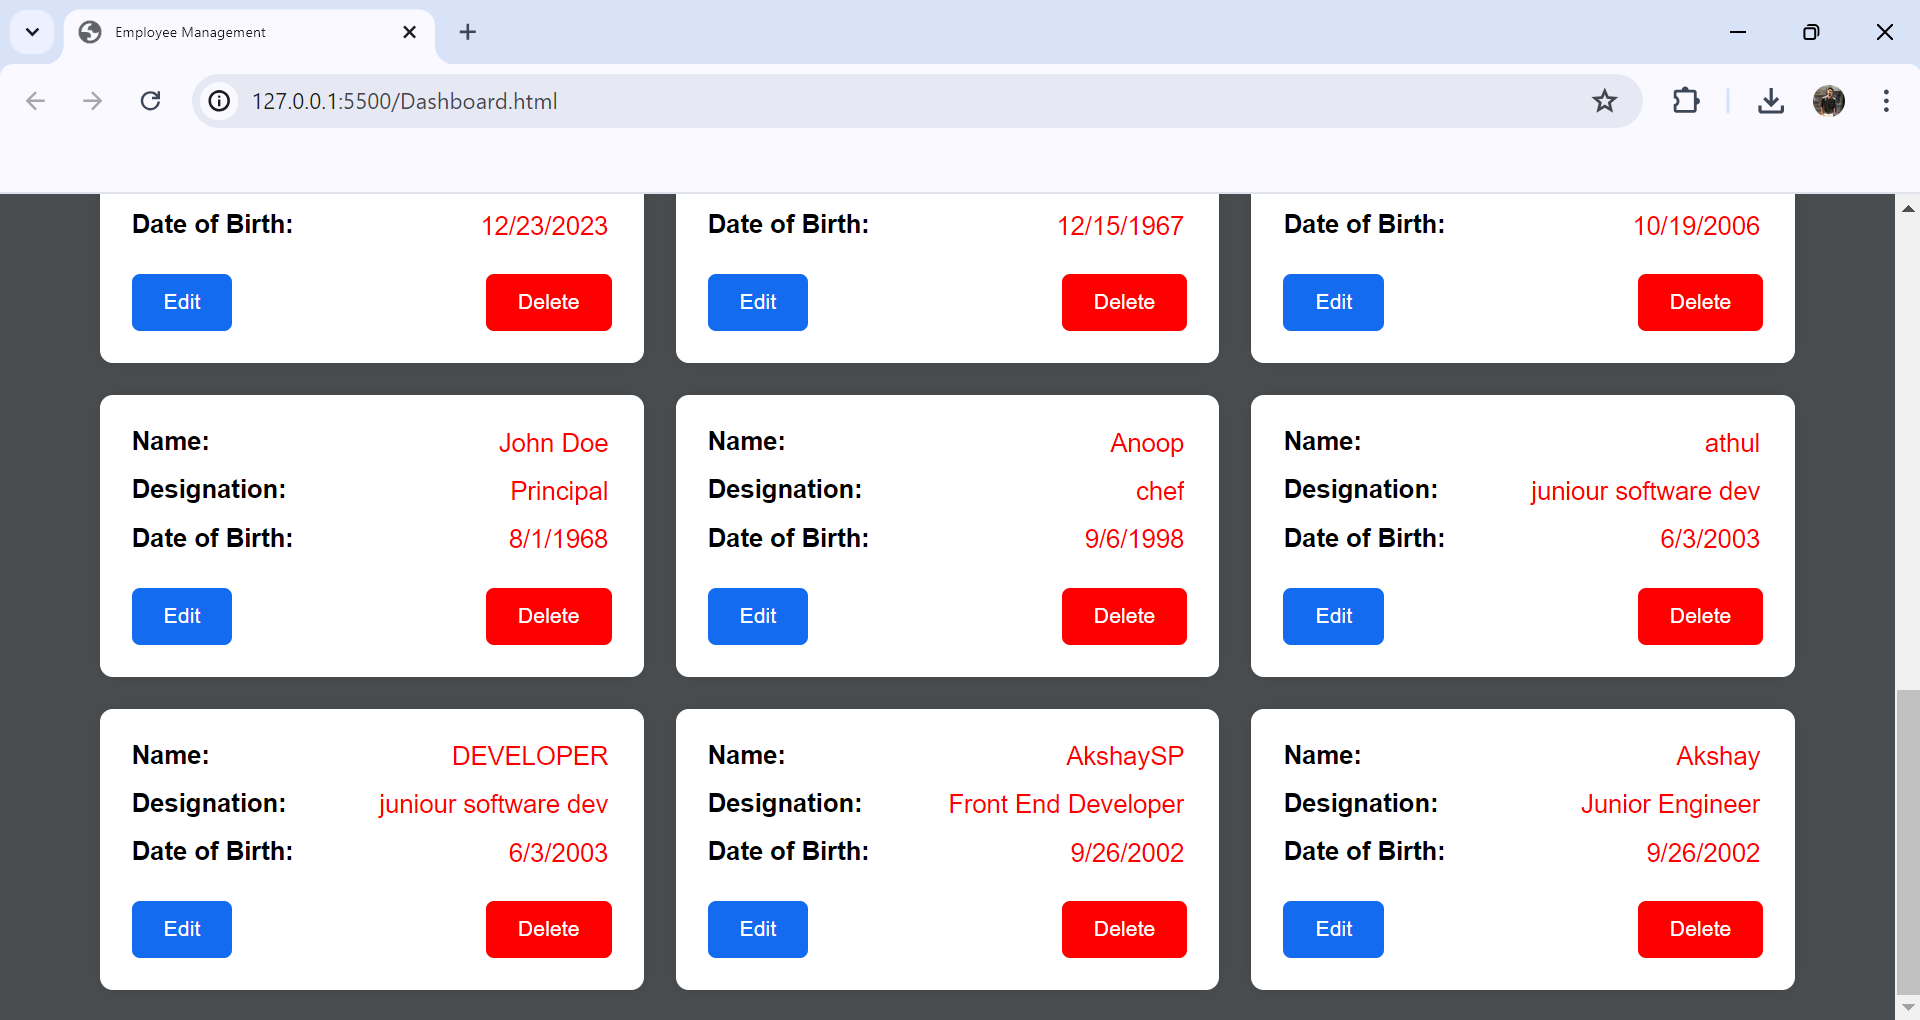 Employee Management
127.0.0.1:5500/Dashboard.html
Date of Birth: 12/23/2023
Edit Delete
Date of Birth: 12/15/1967
Edit Delete
Date of Birth: 10/19/2006
Edit Delete
Name: John Doe
Designation: Principal
Date of Birth: 8/1/1968
Edit Delete
Name: Anoop
Designation: chef
Date of Birth: 9/6/1998
Edit Delete
Name: athul
Designation: juniour software dev
Date of Birth: 6/3/2003
Edit Delete
Name: DEVELOPER
Designation: juniour software dev
Date of Birth: 6/3/2003
Edit Delete
Name: AkshaySP
Designation: Front End Developer
Date of Birth: 9/26/2002
Edit Delete
Name: Akshay
Designation: Junior Engineer
Date of Birth: 9/26/2002
Edit Delete